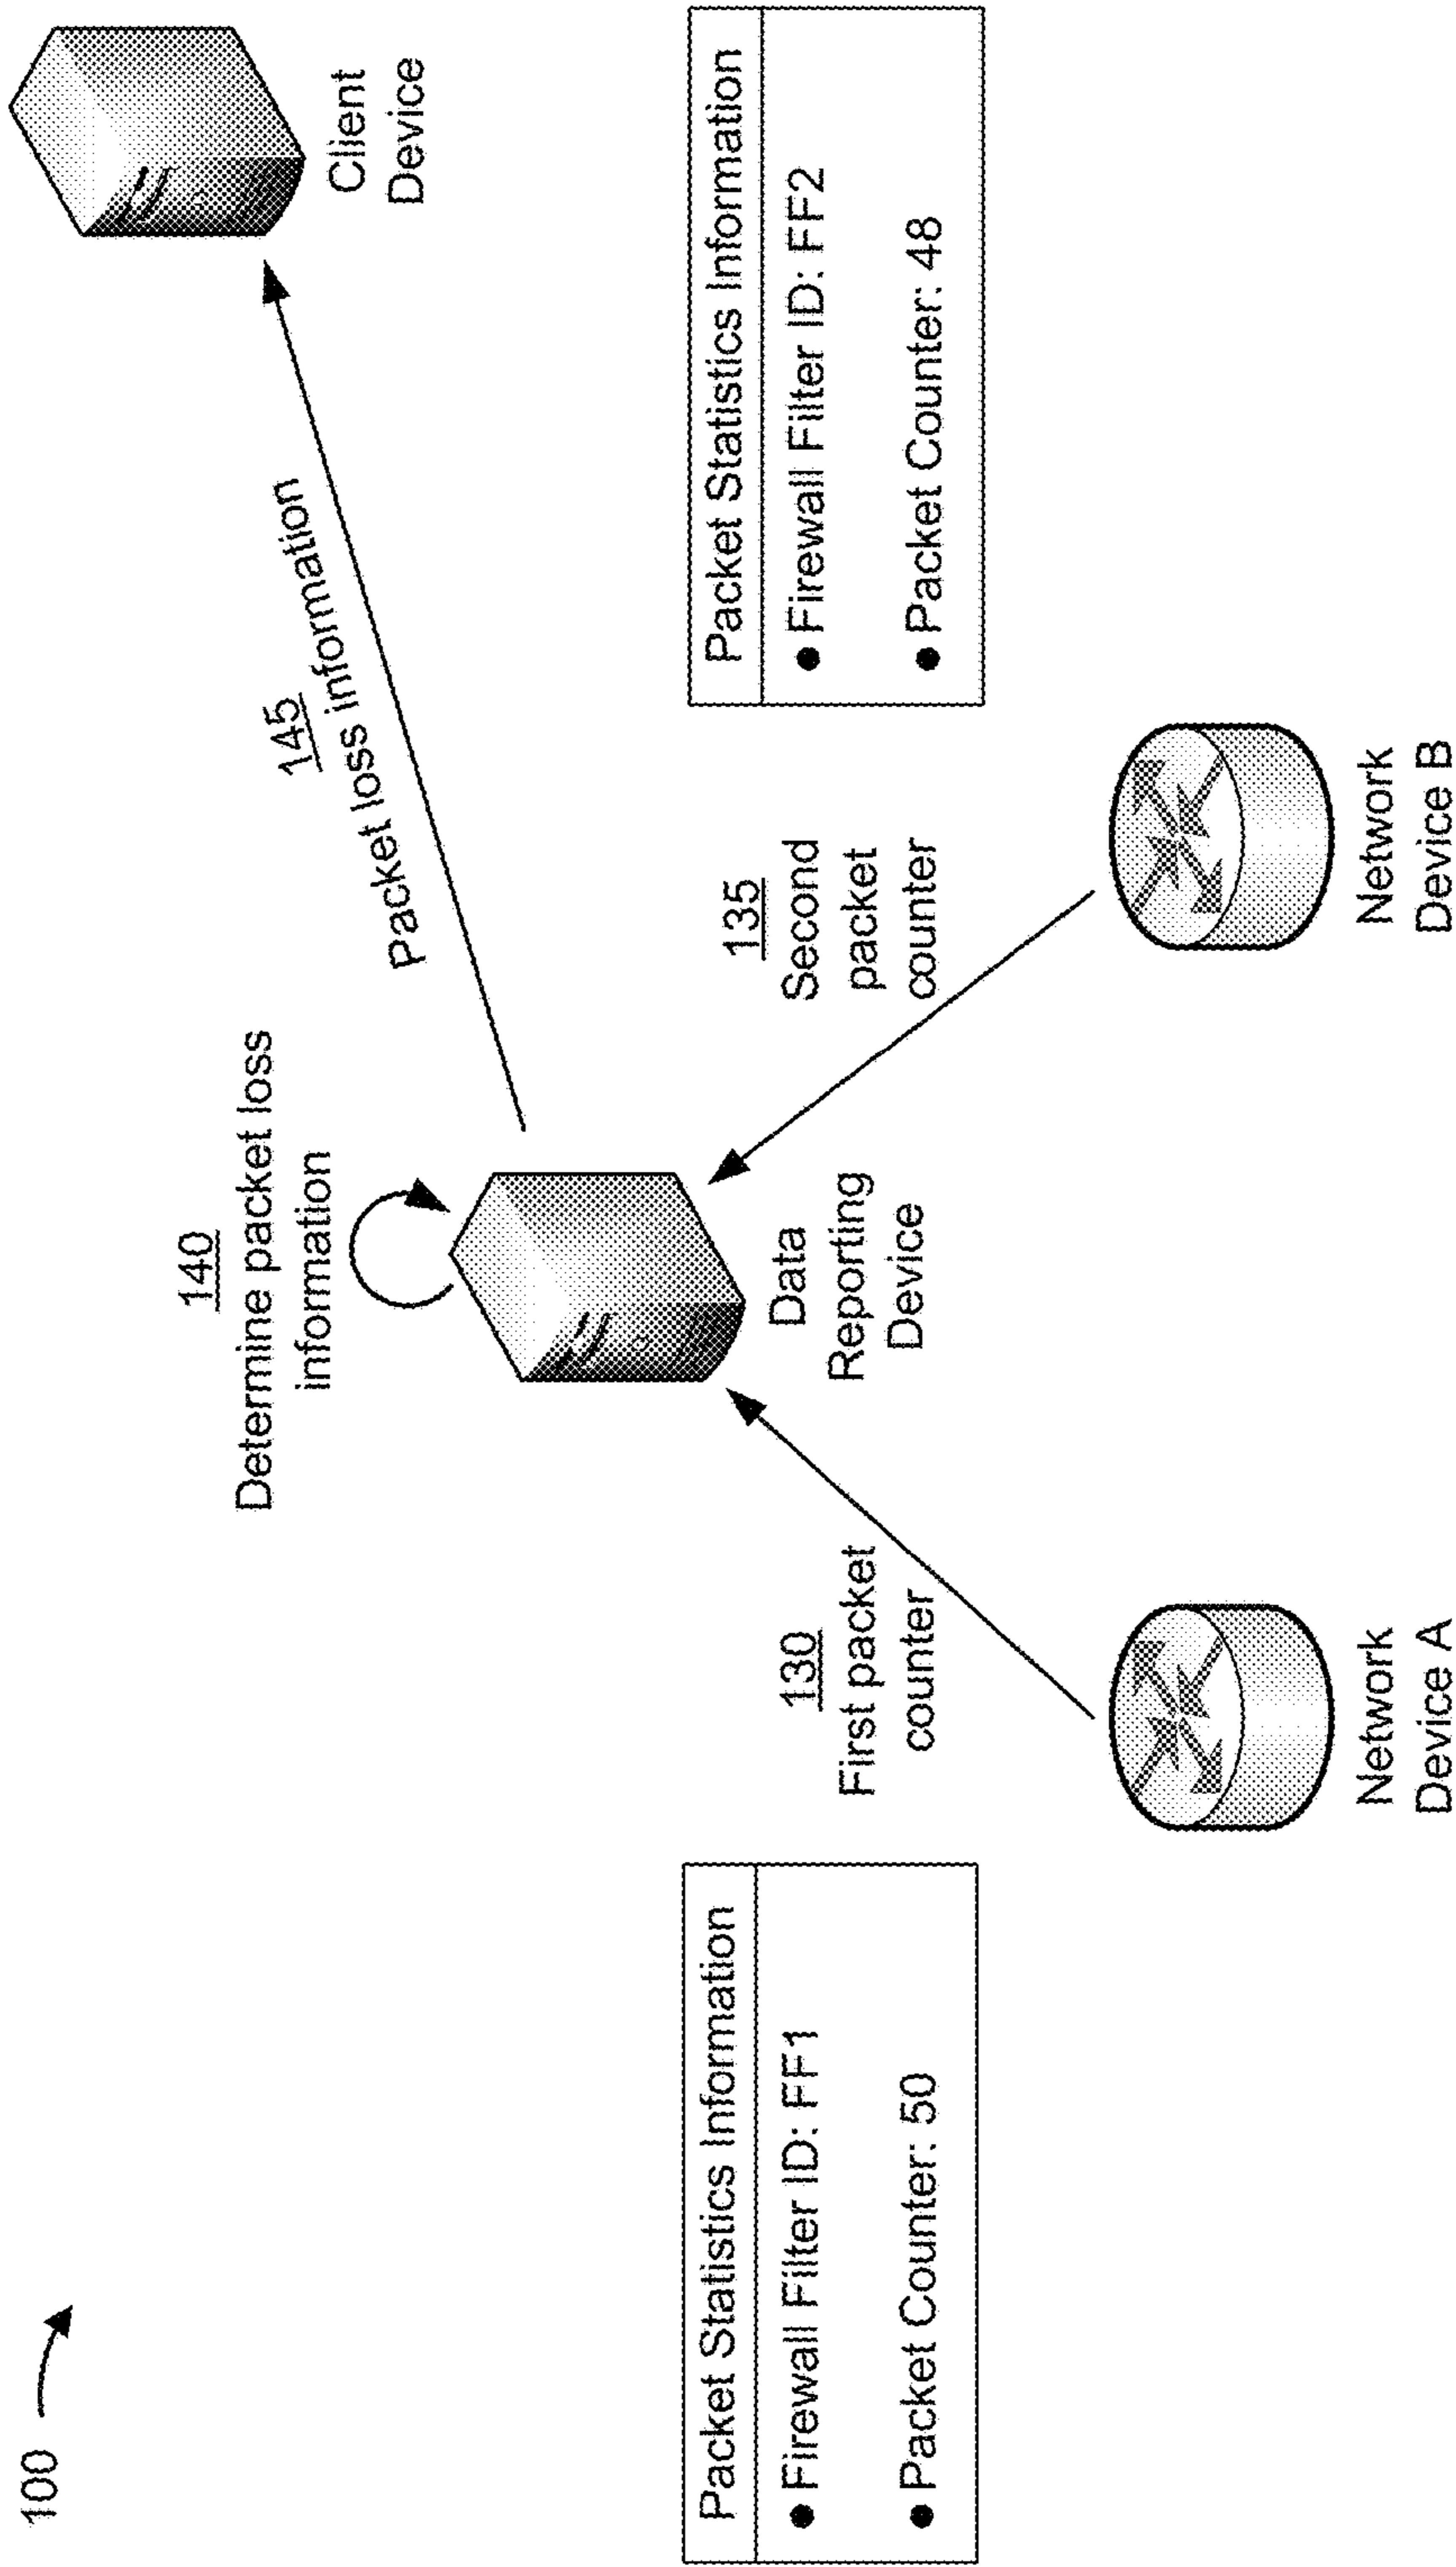 100
140
Determine packet loss
information
145
Packet loss information
Client
Device
Data
Reporting
Device
130
First packet
counter
135
Second
packet
counter
Packet Statistics Information
● Firewall Filter ID: FF1
● Packet Counter: 50
Packet Statistics Information
● Firewall Filter ID: FF2
● Packet Counter: 48
Network
Device A
Network
Device B